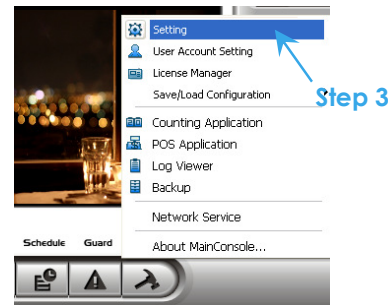 Setting
User Account Setting
License Manager
Save/Load Configuration
Step 3
Counting Application
POS Application
Log Viewer
Backup
Network Service
Schedule Guard
About MainConsole...